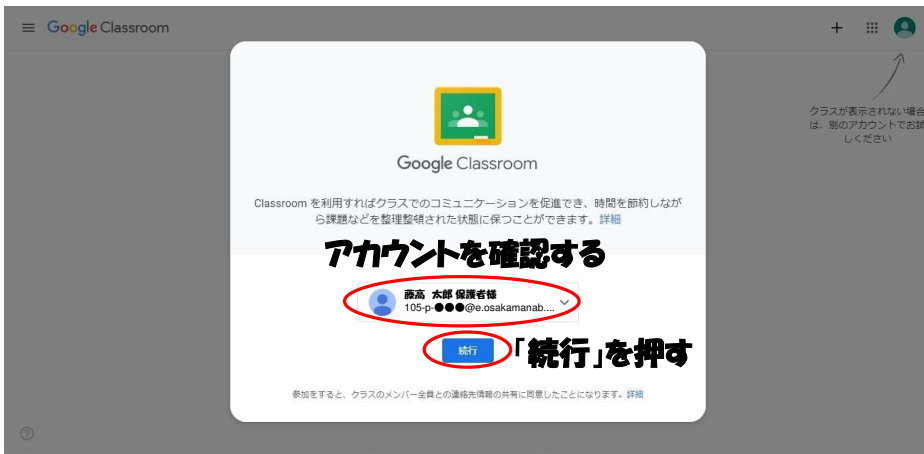 Google Classroom
クラスが表示されない場合
は、別のアカウントでお試
しください
Google Classroom
Classroom を利用すればクラスでのコミュニケーションを促進でき、時間を節約しなが
ら課題などを整理整頓された状態に保つことができます。詳細
アカウントを確認する
藤高 太郎 保護者様
105-p-●●●@e.osakamanab....
続行
「続行」を押す
参加をすると、クラスのメンバー全員との連絡先情報の共有に同意したことになります。詳細